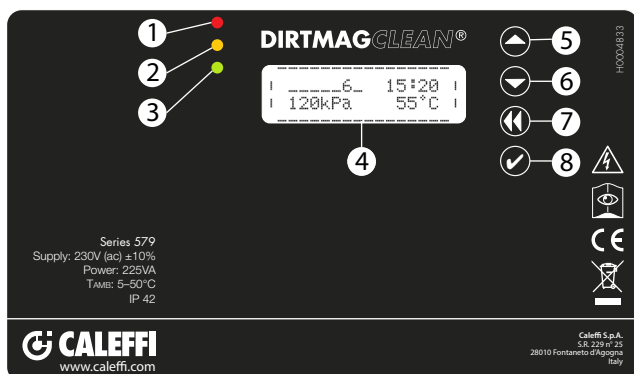 1
2
3
DIRTMAGCLEAN®
_____6_ 15:20
120kPa 55°C
4
5
6
7
8
H0004833
Series 579
Supply: 230V (ac) ±10%
Power: 225VA
TAMB: 5–50°C
IP 42
CE
CALEFFI
www.caleffi.com
Caleffi S.p.A.
S.R. 229 n° 25
28010 Fontaneto d'Agogna
Italy